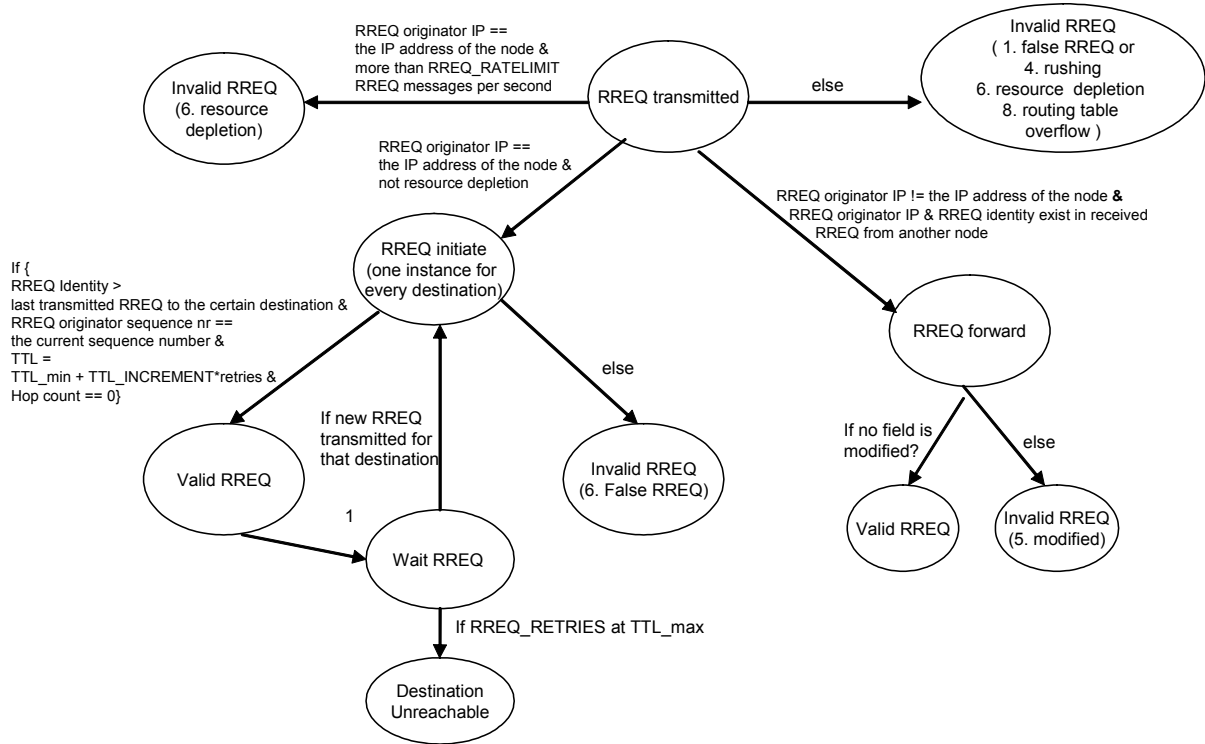 RREQ originator IP ==
the IP address of the node &
more than RREQ_RATELIMIT
RREQ messages per second
Invalid RREQ
(6. resource
depletion)
RREQ transmitted
else
Invalid RREQ
( 1. false RREQ or
4. rushing
6. resource depletion
8. routing table
overflow )
RREQ originator IP ==
the IP address of the node &
not resource depletion
RREQ originator IP != the IP address of the node &
RREQ originator IP & RREQ identity exist in received
RREQ from another node
RREQ initiate
(one instance for
every destination)
If {
RREQ Identity >
last transmitted RREQ to the certain destination &
RREQ originator sequence nr ==
the current sequence number &
TTL =
TTL_min + TTL_INCREMENT*retries &
Hop count == 0}
RREQ forward
else
If new RREQ
transmitted for
that destination
If no field is
modified?
else
Valid RREQ
Invalid RREQ
(6. False RREQ)
Valid RREQ
Invalid RREQ
(5. modified)
1
Wait RREQ
If RREQ_RETRIES at TTL_max
Destination
Unreachable